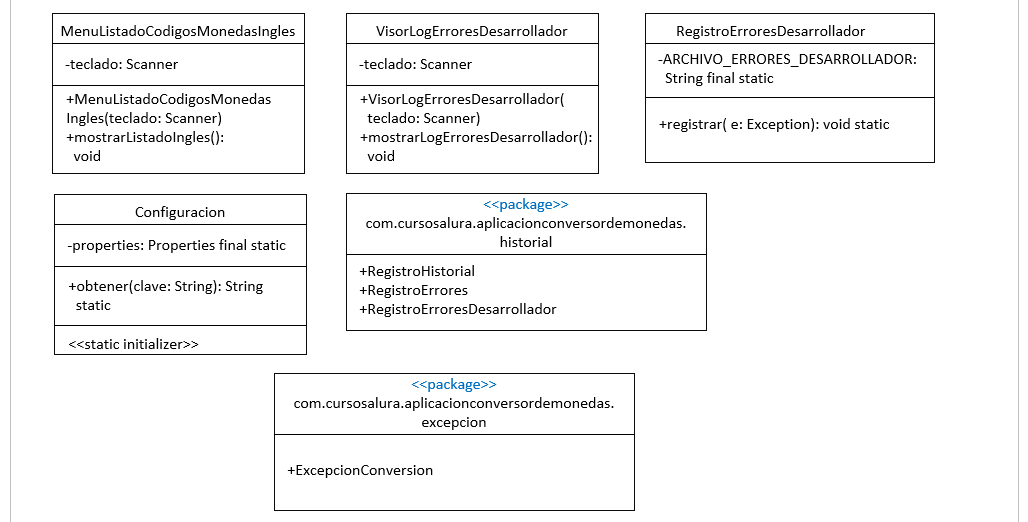 MenuListadoCodigosMonedasIngles
-teclado: Scanner
+MenuListadoCodigosMonedas
Ingles(teclado: Scanner)
+mostrarListadoIngles():
void
VisorLogErroresDesarrollador
-teclado: Scanner
+VisorLogErroresDesarrollador(
teclado: Scanner)
+mostrarLogErroresDesarrollador():
void
RegistroErroresDesarrollador
-ARCHIVO_ERRORES_DESARROLLADOR:
String final static
+registrar( e: Exception): void static
Configuracion
-properties: Properties final static
+obtener(clave: String): String
static
<<static initializer>>
<<package>>
com.cursosalura.aplicacionconversordemonedas.
historial
+RegistroHistorial
+RegistroErrores
+RegistroErroresDesarrollador
<<package>>
com.cursosalura.aplicacionconversordemonedas.
excepcion
+ExcepcionConversion